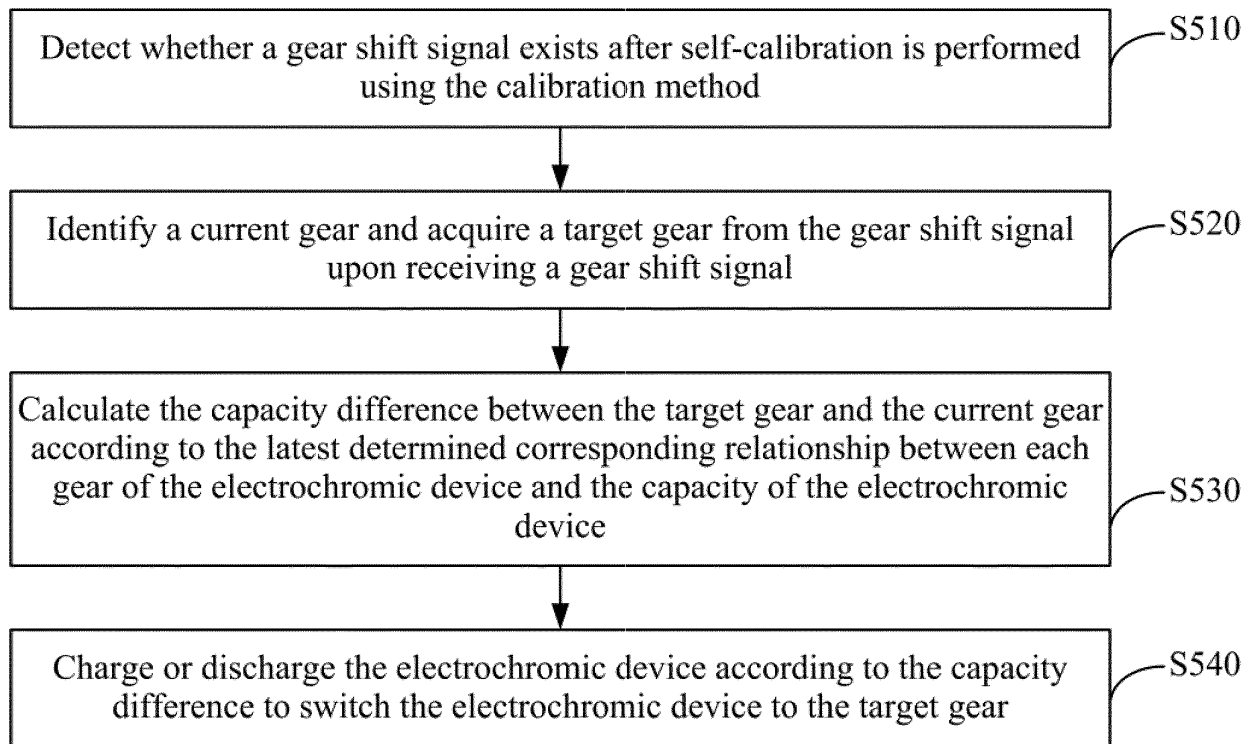 Detect whether a gear shift signal exists after self-calibration is performed
using the calibration method
S510
Identify a current gear and acquire a target gear from the gear shift signal
upon receiving a gear shift signal
S520
Calculate the capacity difference between the target gear and the current gear
according to the latest determined corresponding relationship between each
gear of the electrochromic device and the capacity of the electrochromic
device
S530
Charge or discharge the electrochromic device according to the capacity
difference to switch the electrochromic device to the target gear
S540